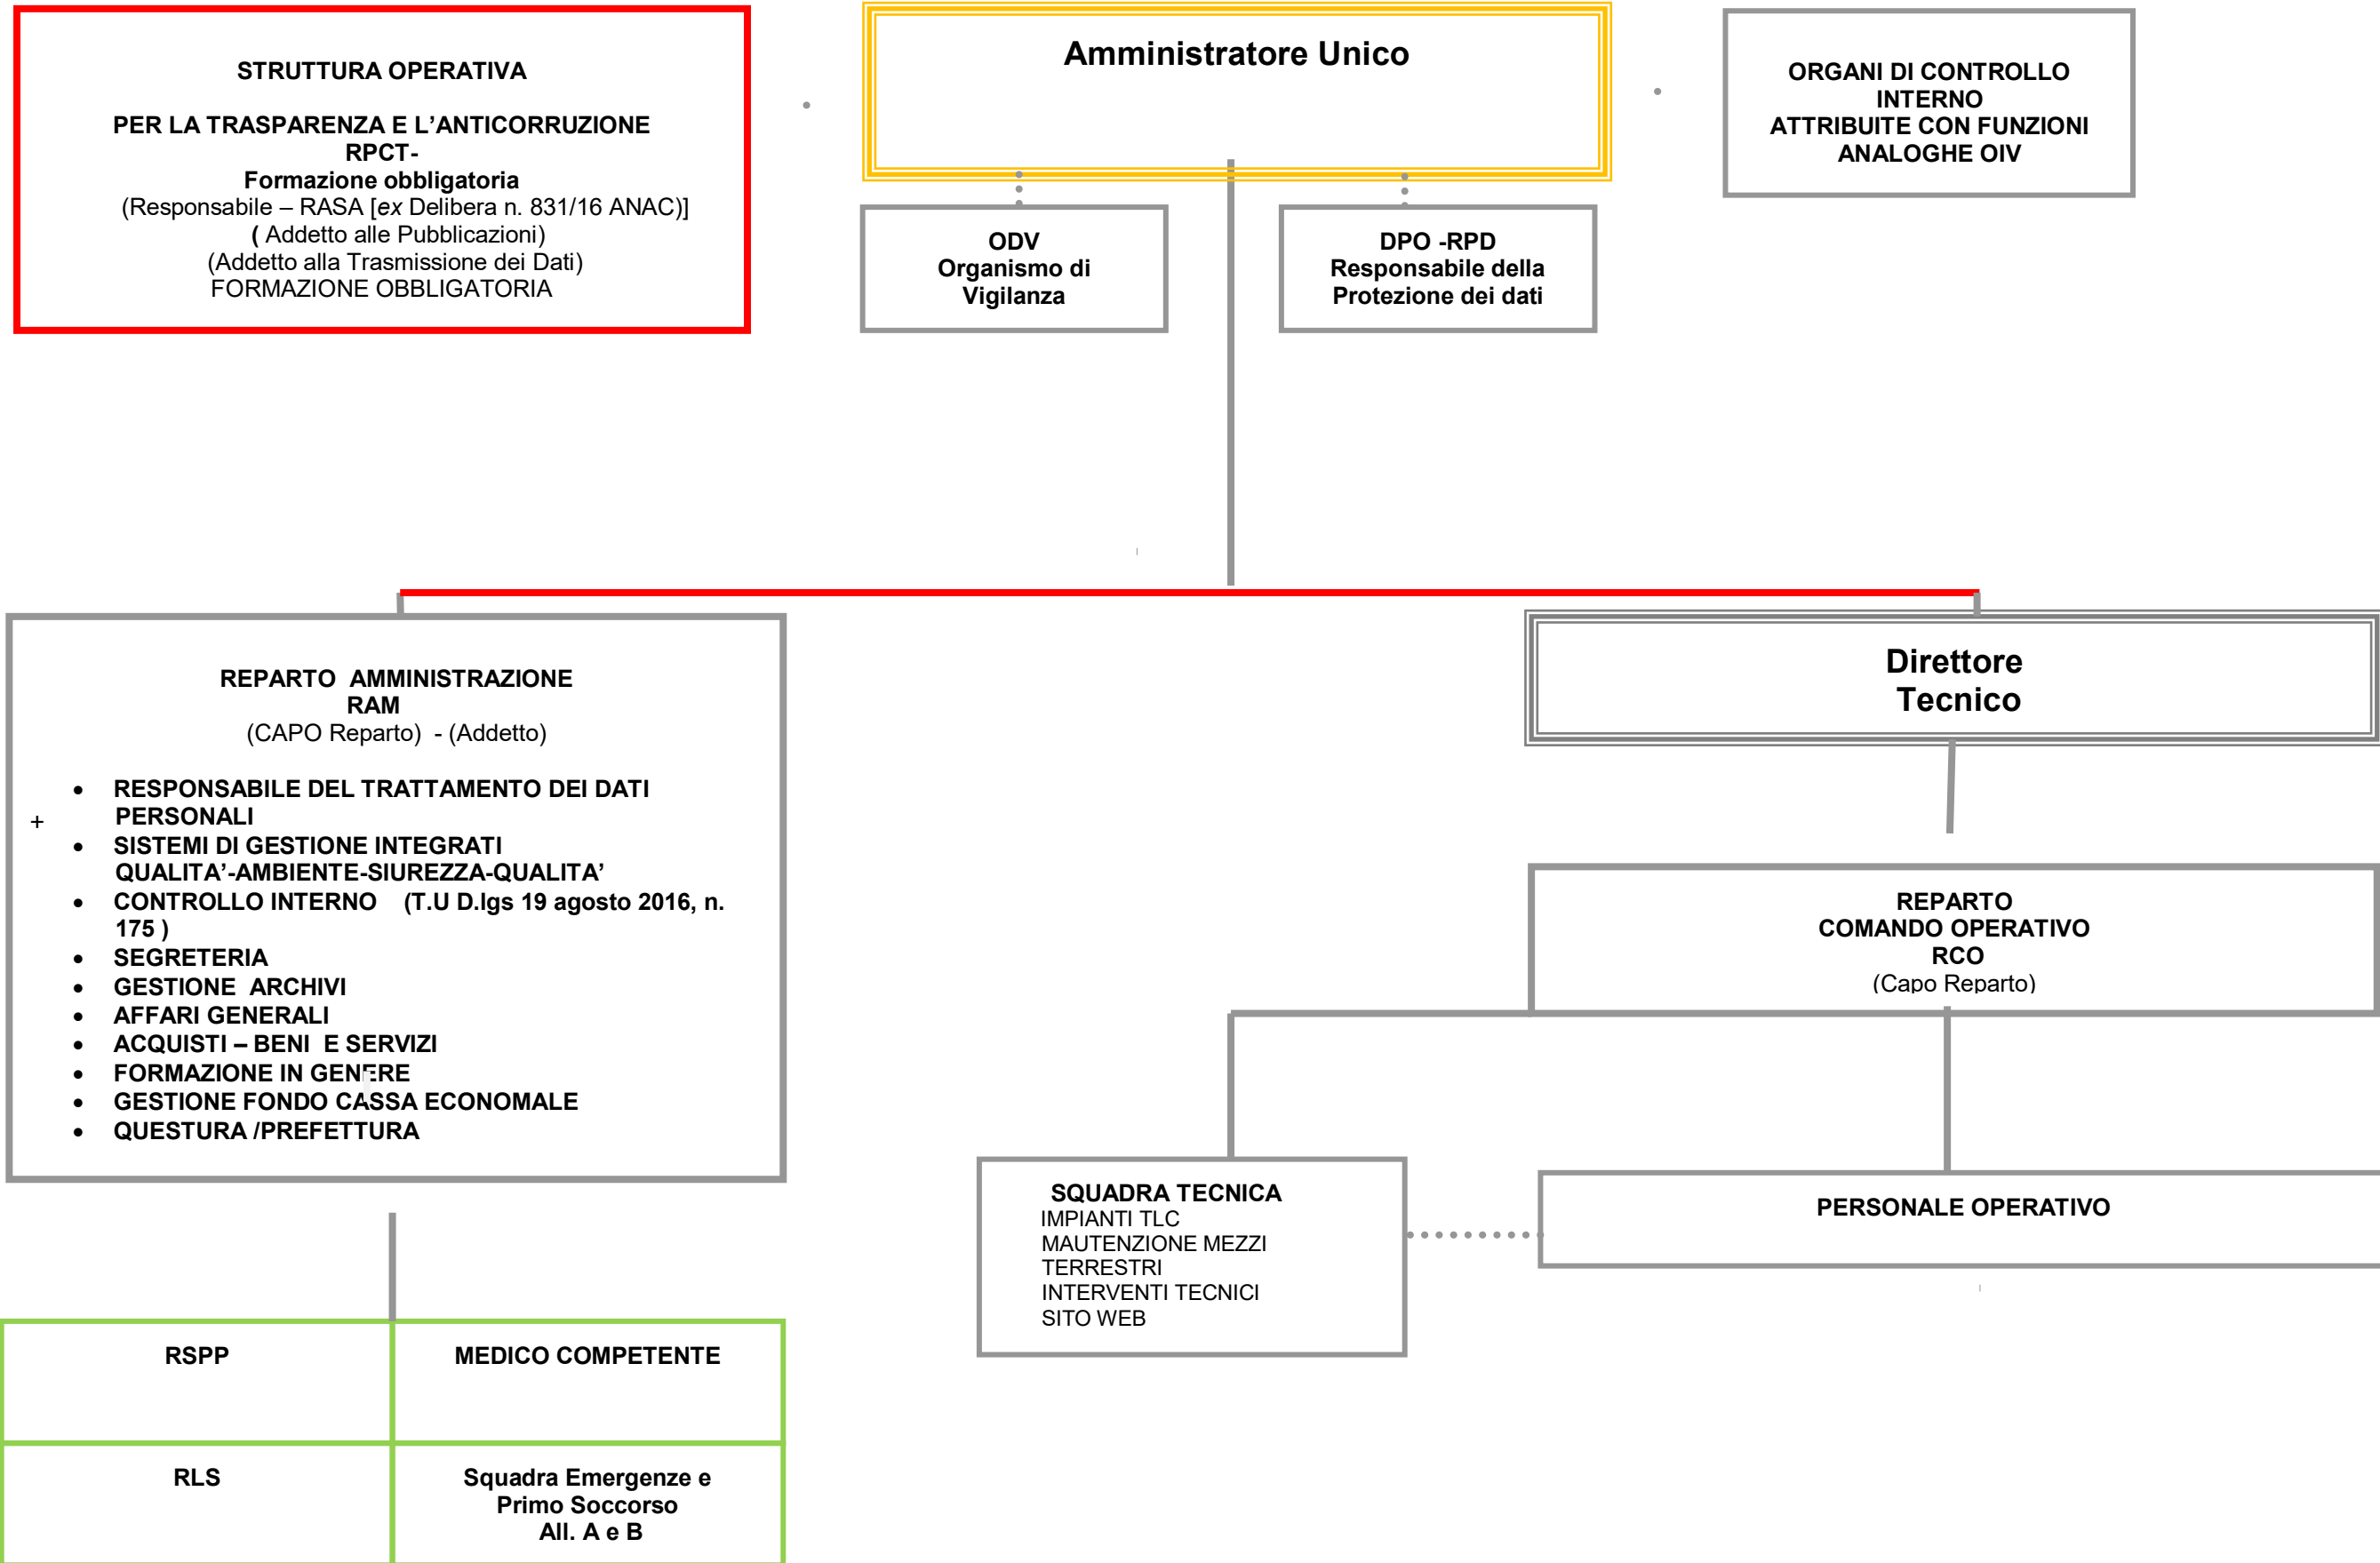 STRUTTURA OPERATIVA
PER LA TRASPARENZA E L’ANTICORRUZIONE
RPCT-
Formazione obbligatoria
(Responsabile – RASA [ex Delibera n. 831/16 ANAC)]
( Addetto alle Pubblicazioni)
(Addetto alla Trasmissione dei Dati)
FORMAZIONE OBBLIGATORIA
Amministratore Unico
ORGANI DI CONTROLLO
INTERNO
ATTRIBUITE CON FUNZIONI
ANALOGHE OIV
ODV
Organismo di
Vigilanza
DPO -RPD
Responsabile della
Protezione dei dati
REPARTO AMMINISTRAZIONE
RAM
(CAPO Reparto) - (Addetto)
• RESPONSABILE DEL TRATTAMENTO DEI DATI
PERSONALI
+
• SISTEMI DI GESTIONE INTEGRATI
QUALITA’-AMBIENTE-SIUREZZA-QUALITA’
• CONTROLLO INTERNO (T.U D.lgs 19 agosto 2016, n.
175 )
• SEGRETERIA
• GESTIONE ARCHIVI
• AFFARI GENERALI
• ACQUISTI – BENI E SERVIZI
• FORMAZIONE IN GENERE
• GESTIONE FONDO CASSA ECONOMALE
• QUESTURA /PREFETTURA
Direttore
Tecnico
REPARTO
COMANDO OPERATIVO
RCO
(Capo Reparto)
SQUADRA TECNICA
IMPIANTI TLC
MAUTENZIONE MEZZI
TERRESTRI
INTERVENTI TECNICI
SITO WEB
PERSONALE OPERATIVO
RSPP
MEDICO COMPETENTE
RLS
Squadra Emergenze e
Primo Soccorso
All. A e B